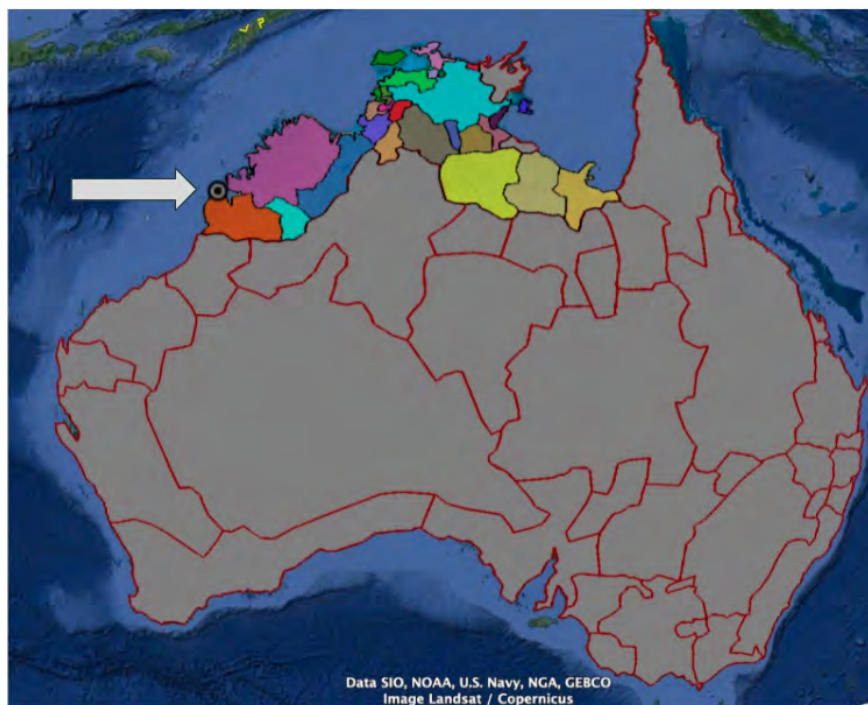 Data SIO, NOAA, U.S. Navy, NGA, GEBCO
Image Landsat / Copernicus